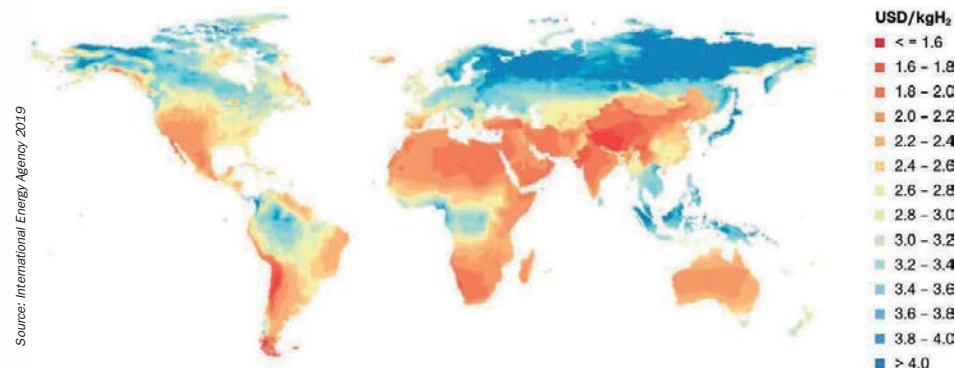 Source: International Energy Agency 2019
USD/kgH₂
< = 1.6
1.6 – 1.8
1.8 – 2.0
2.0 – 2.2
2.2 – 2.4
2.4 – 2.6
2.6 – 2.8
2.8 – 3.0
3.0 – 3.2
3.2 – 3.4
3.4 – 3.6
3.6 – 3.8
3.8 – 4.0
> 4.0